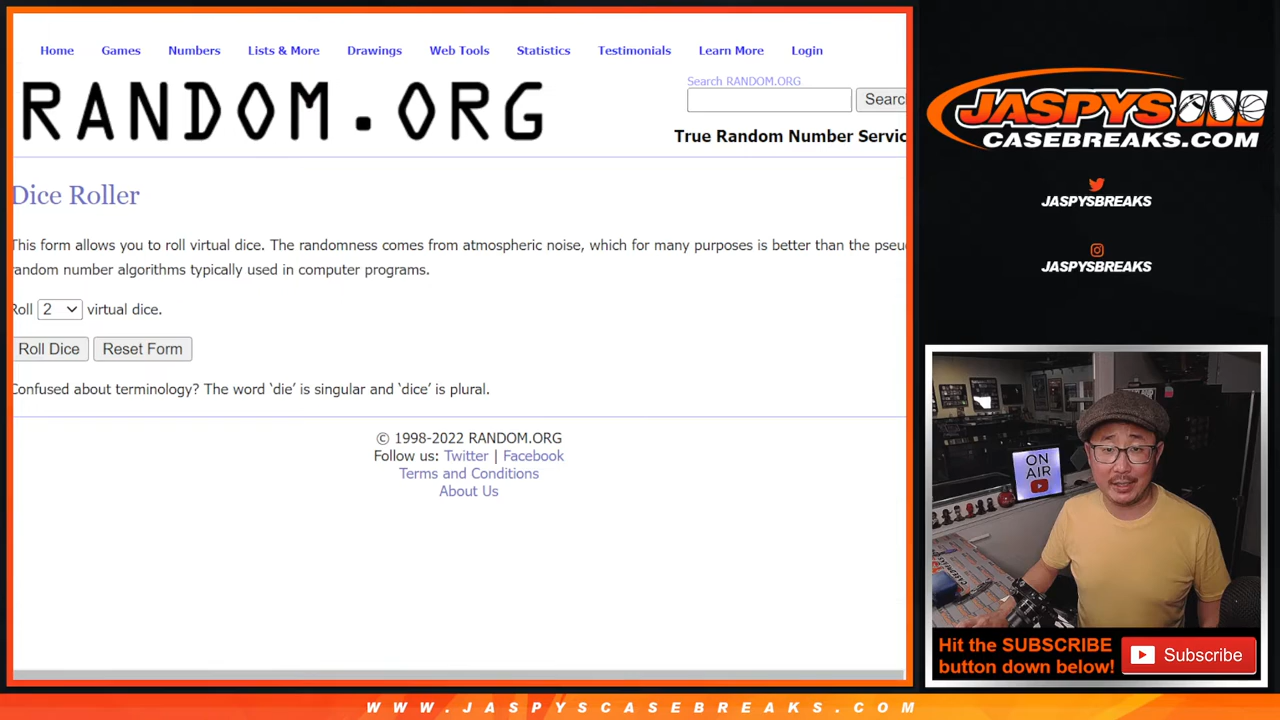 Home Games Numbers Lists & More Drawings Web Tools Statistics Testimonials Learn More Login
RANDOM.ORG
Search RANDOM.ORG
Searc
True Random Number Servic
Dice Roller
This form allows you to roll virtual dice. The randomness comes from atmospheric noise, which for many purposes is better than the pseu
random number algorithms typically used in computer programs.
Roll 2 virtual dice.
Roll Dice Reset Form
Confused about terminology? The word ‘die’ is singular and ‘dice’ is plural.
© 1998-2022 RANDOM.ORG
Follow us: Twitter | Facebook
Terms and Conditions
About Us
JASPYS
CASEBREAKS.COM
JASPYSBREAKS
JASPYSBREAKS
ON
AIR
Hit the SUBSCRIBE
button down below!
Subscribe
WWW.JASPYSCASEBREAKS.COM